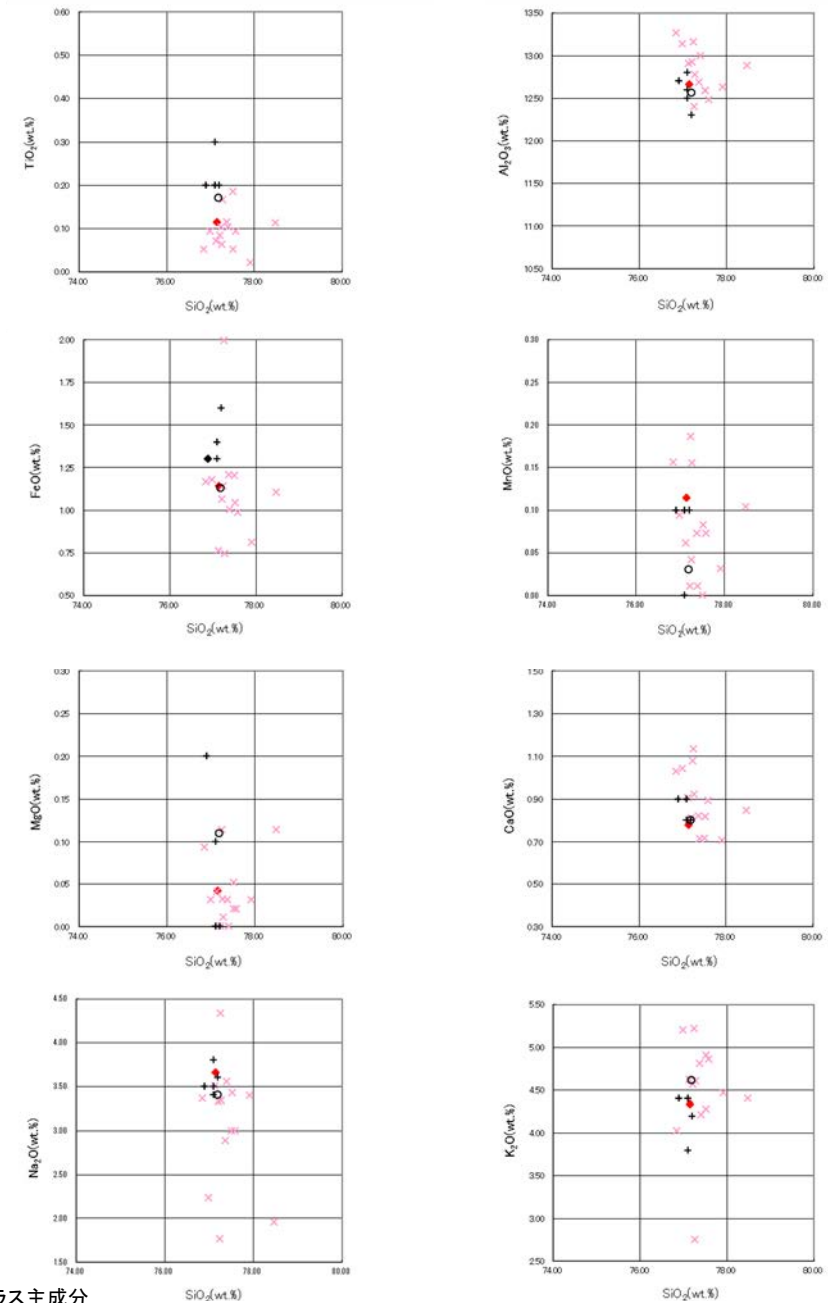 0.60
0.50
0.40
0.30
0.20
0.10
0.00
74.00 76.00 78.00 80.00
TiO₂(wt.%)
SiO₂(wt.%)
13.50
13.00
12.50
12.00
11.50
11.00
10.50
74.00 76.00 78.00 80.00
Al₂O₃(wt.%)
SiO₂(wt.%)
2.00
1.75
1.50
1.25
1.00
0.75
0.50
74.00 76.00 78.00 80.00
FeO(wt.%)
SiO₂(wt.%)
0.30
0.25
0.20
0.15
0.10
0.05
0.00
74.00 76.00 78.00 80.00
MnO(wt.%)
SiO₂(wt.%)
0.30
0.25
0.20
0.15
0.10
0.05
0.00
74.00 76.00 78.00 80.00
MgO(wt.%)
SiO₂(wt.%)
1.50
1.30
1.10
0.90
0.70
0.50
0.30
74.00 76.00 78.00 80.00
CaO(wt.%)
SiO₂(wt.%)
4.50
4.00
3.50
3.00
2.50
2.00
1.50
74.00 76.00 78.00 80.00
Na₂O(wt.%)
SiO₂(wt.%)
5.50
5.00
4.50
4.00
3.50
3.00
2.50
74.00 76.00 78.00 80.00
K₂O(wt.%)
SiO₂(wt.%)
ラス主成分